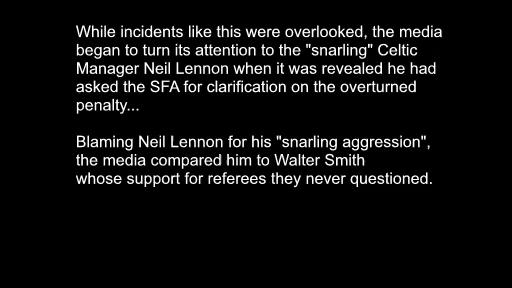 While incidents like this were overlooked, the media
began to turn its attention to the "snarling" Celtic
Manager Neil Lennon when it was revealed he had
asked the SFA for clarification on the overturned
penalty...
Blaming Neil Lennon for his "snarling aggression",
the media compared him to Walter Smith
whose support for referees they never questioned.